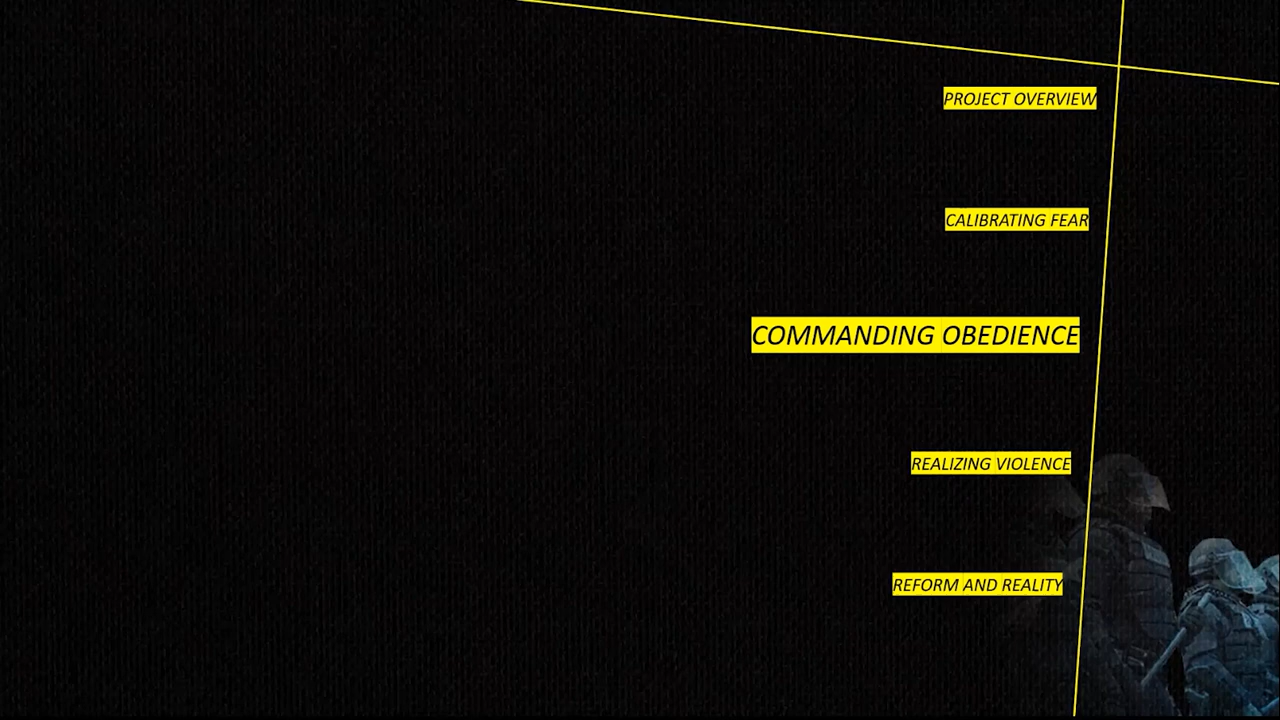 PROJECT OVERVIEW
CALIBRATING FEAR
COMMANDING OBEDIENCE
REALIZING VIOLENCE
REFORM AND REALITY